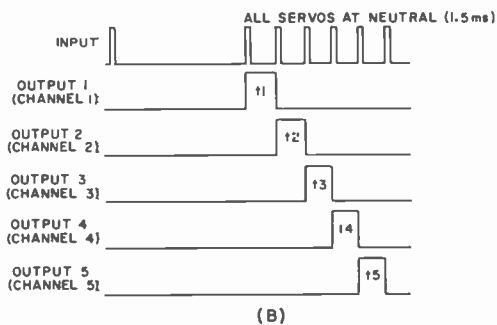 ALL SERVOS AT NEUTRAL (1.5ms)
INPUT
OUTPUT 1
(CHANNEL 1)
t1
OUTPUT 2
(CHANNEL 2)
t2
OUTPUT 3
(CHANNEL 3)
t3
OUTPUT 4
(CHANNEL 4)
t4
OUTPUT 5
(CHANNEL 5)
t5
(B)